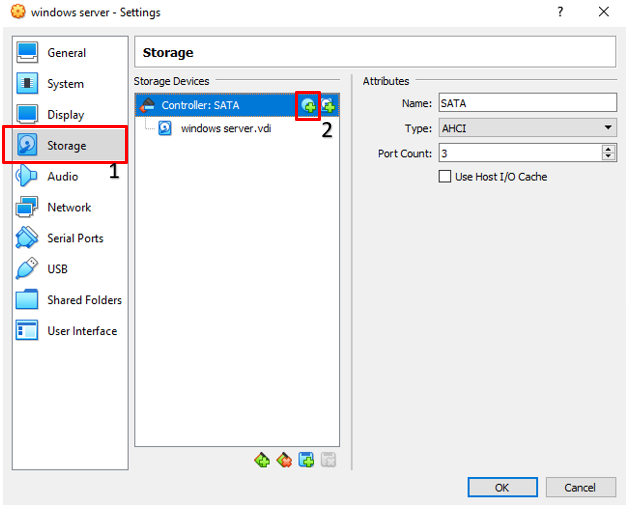 windows server - Settings
General
System
Display
Storage
1
Audio
Network
Serial Ports
USB
Shared Folders
User Interface
Storage
Storage Devices
Controller: SATA
2
windows server.vdi
Attributes
Name: SATA
Type: AHCI
Port Count: 3
Use Host I/O Cache
OK
Cancel